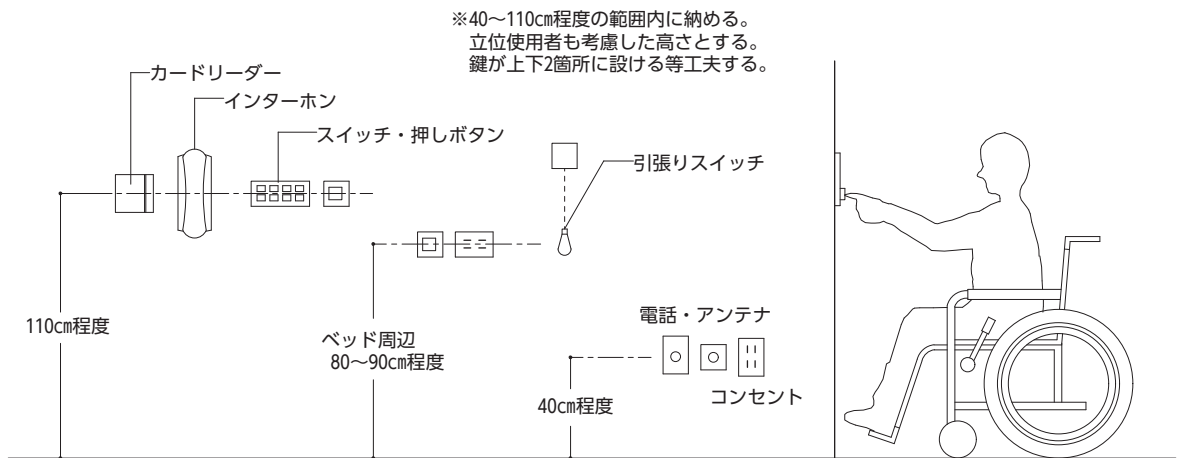 ※40～110㎝程度の範囲内に納める。
立位使用者も考慮した高さとする。
鍵が上下2箇所に設ける等工夫する。
カードリーダー
インターホン
スイッチ・押しボタン
引張りスイッチ
110㎝程度
ベッド周辺
80～90㎝程度
電話・アンテナ
コンセント
40㎝程度